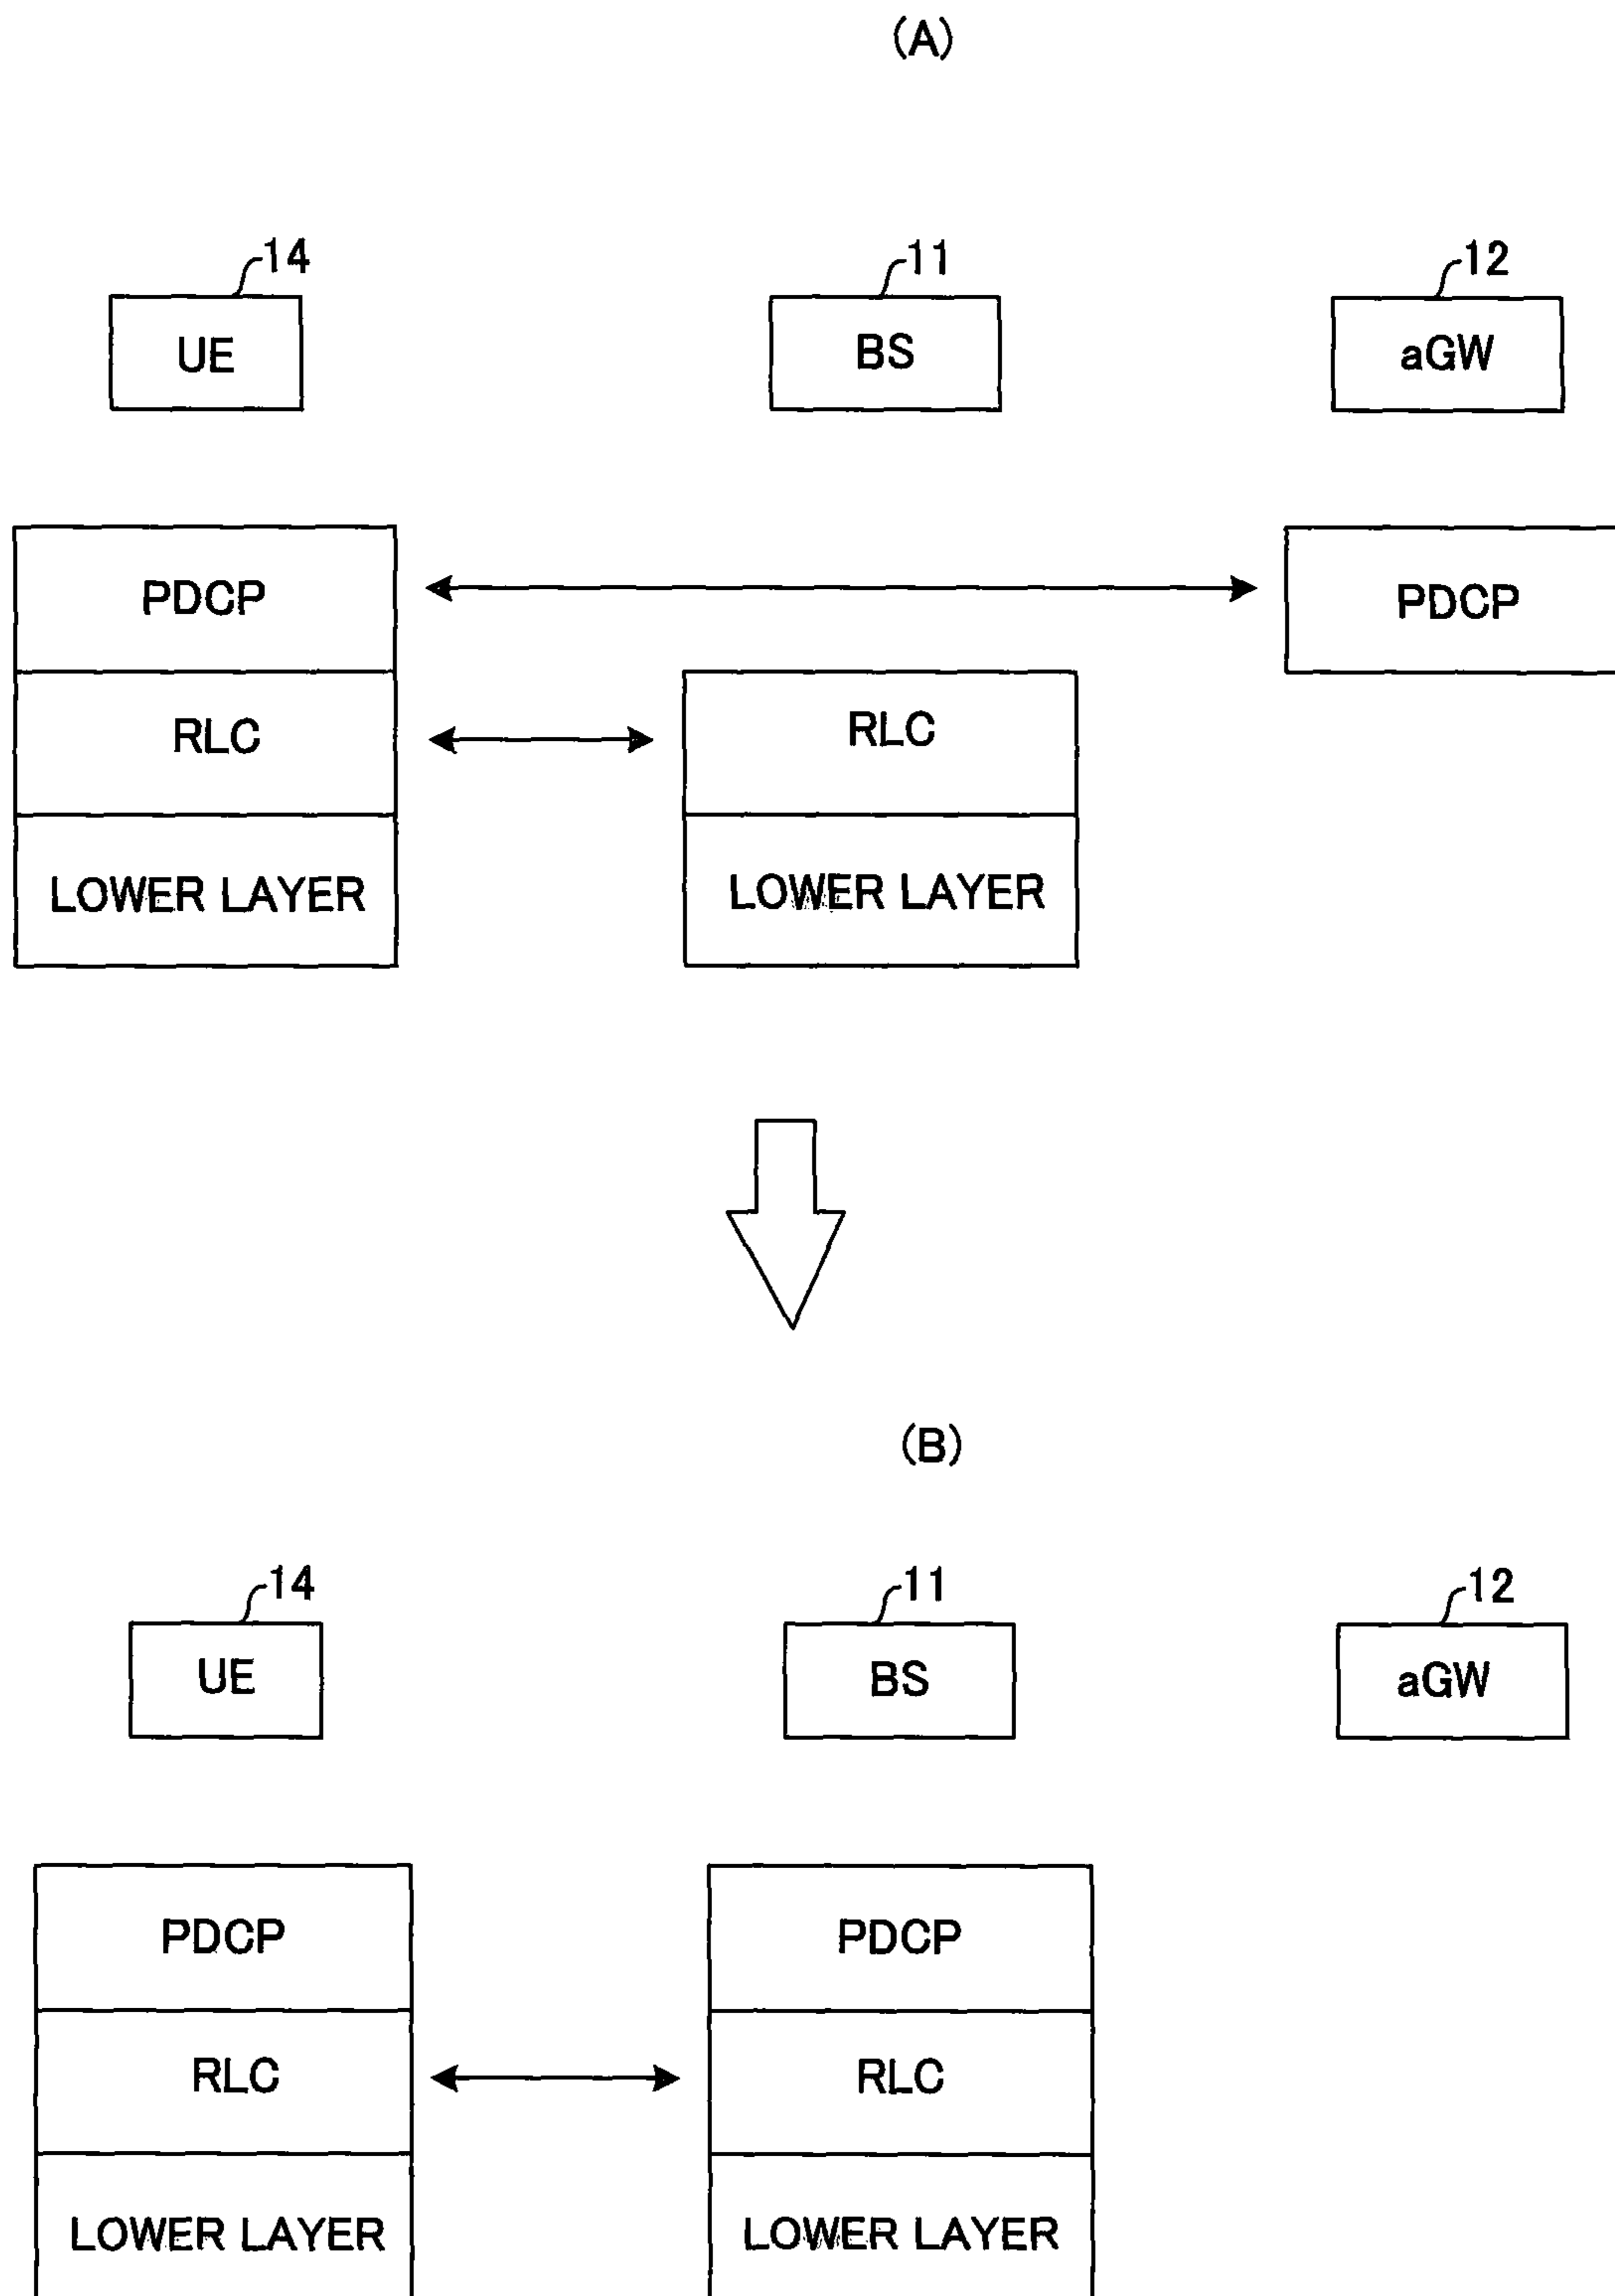 (A)
14
11
12
UE
BS
aGW
PDCP
PDCP
RLC
RLC
LOWER LAYER
LOWER LAYER
(B)
14
11
12
UE
BS
aGW
PDCP
PDCP
RLC
RLC
LOWER LAYER
LOWER LAYER